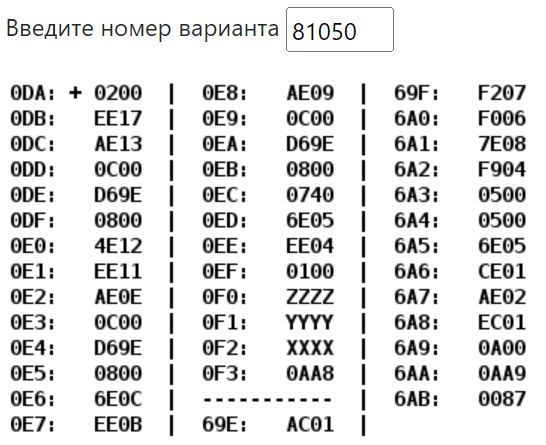 Введите номер варианта 81050
0DA: + 0200 | 0E8: AE09 | 69F: F207
0DB: EE17 | 0E9: 0C00 | 6A0: F006
0DC: AE13 | 0EA: D69E | 6A1: 7E08
0DD: 0C00 | 0EB: 0800 | 6A2: F904
0DE: D69E | 0EC: 0740 | 6A3: 0500
0DF: 0800 | 0ED: 6E05 | 6A4: 0500
0E0: 4E12 | 0EE: EE04 | 6A5: 6E05
0E1: EE11 | 0EF: 0100 | 6A6: CE01
0E2: AE0E | 0F0: ZZZZ | 6A7: AE02
0E3: 0C00 | 0F1: YYYY | 6A8: EC01
0E4: D69E | 0F2: XXXX | 6A9: 0A00
0E5: 0800 | 0F3: 0AA8 | 6AA: 0AA9
0E6: 6E0C | ----------- | 6AB: 0087
0E7: EE0B | 69E: AC01 |